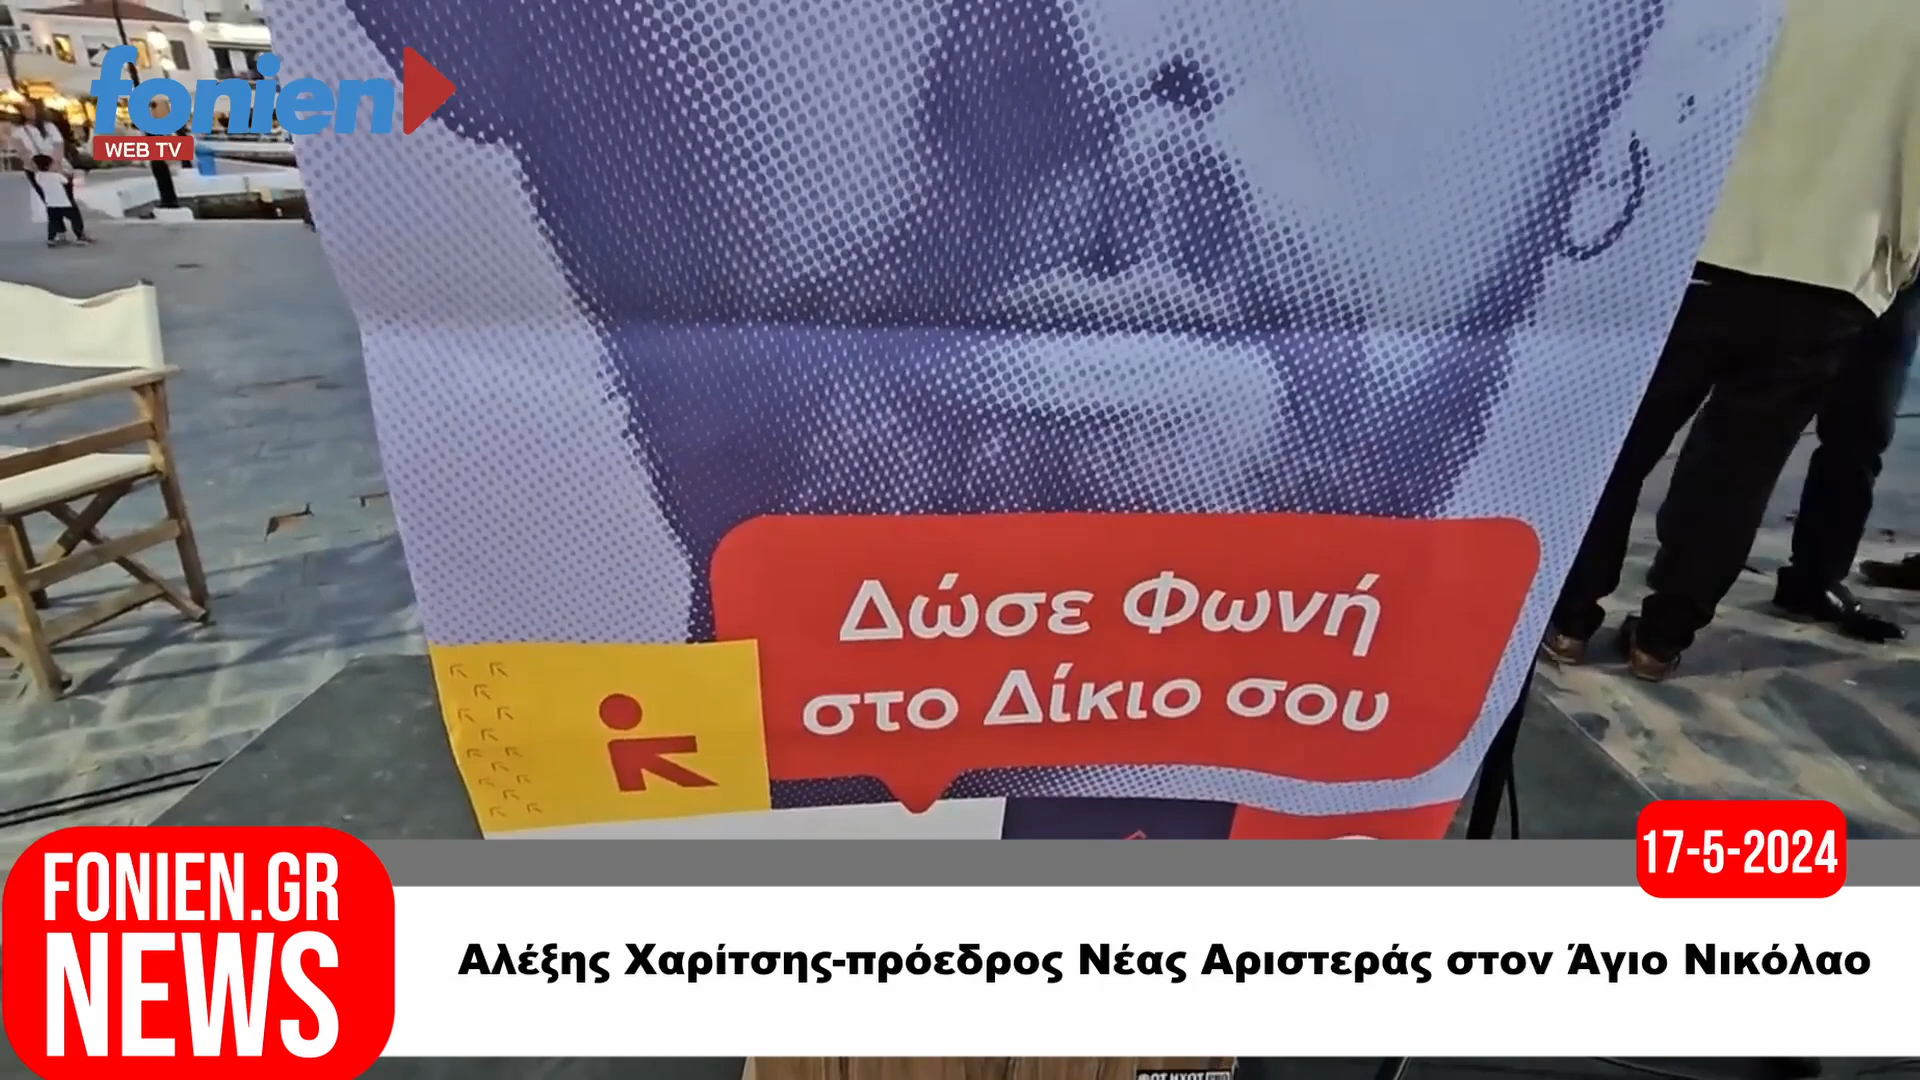 fonien
WEB TV
Δώσε Φωνή
στο Δίκιο σου
17-5-2024
FONIEN.GR
NEWS
Αλέξης Χαρίτσης-πρόεδρος Νέας Αριστεράς στον Άγιο Νικόλαο